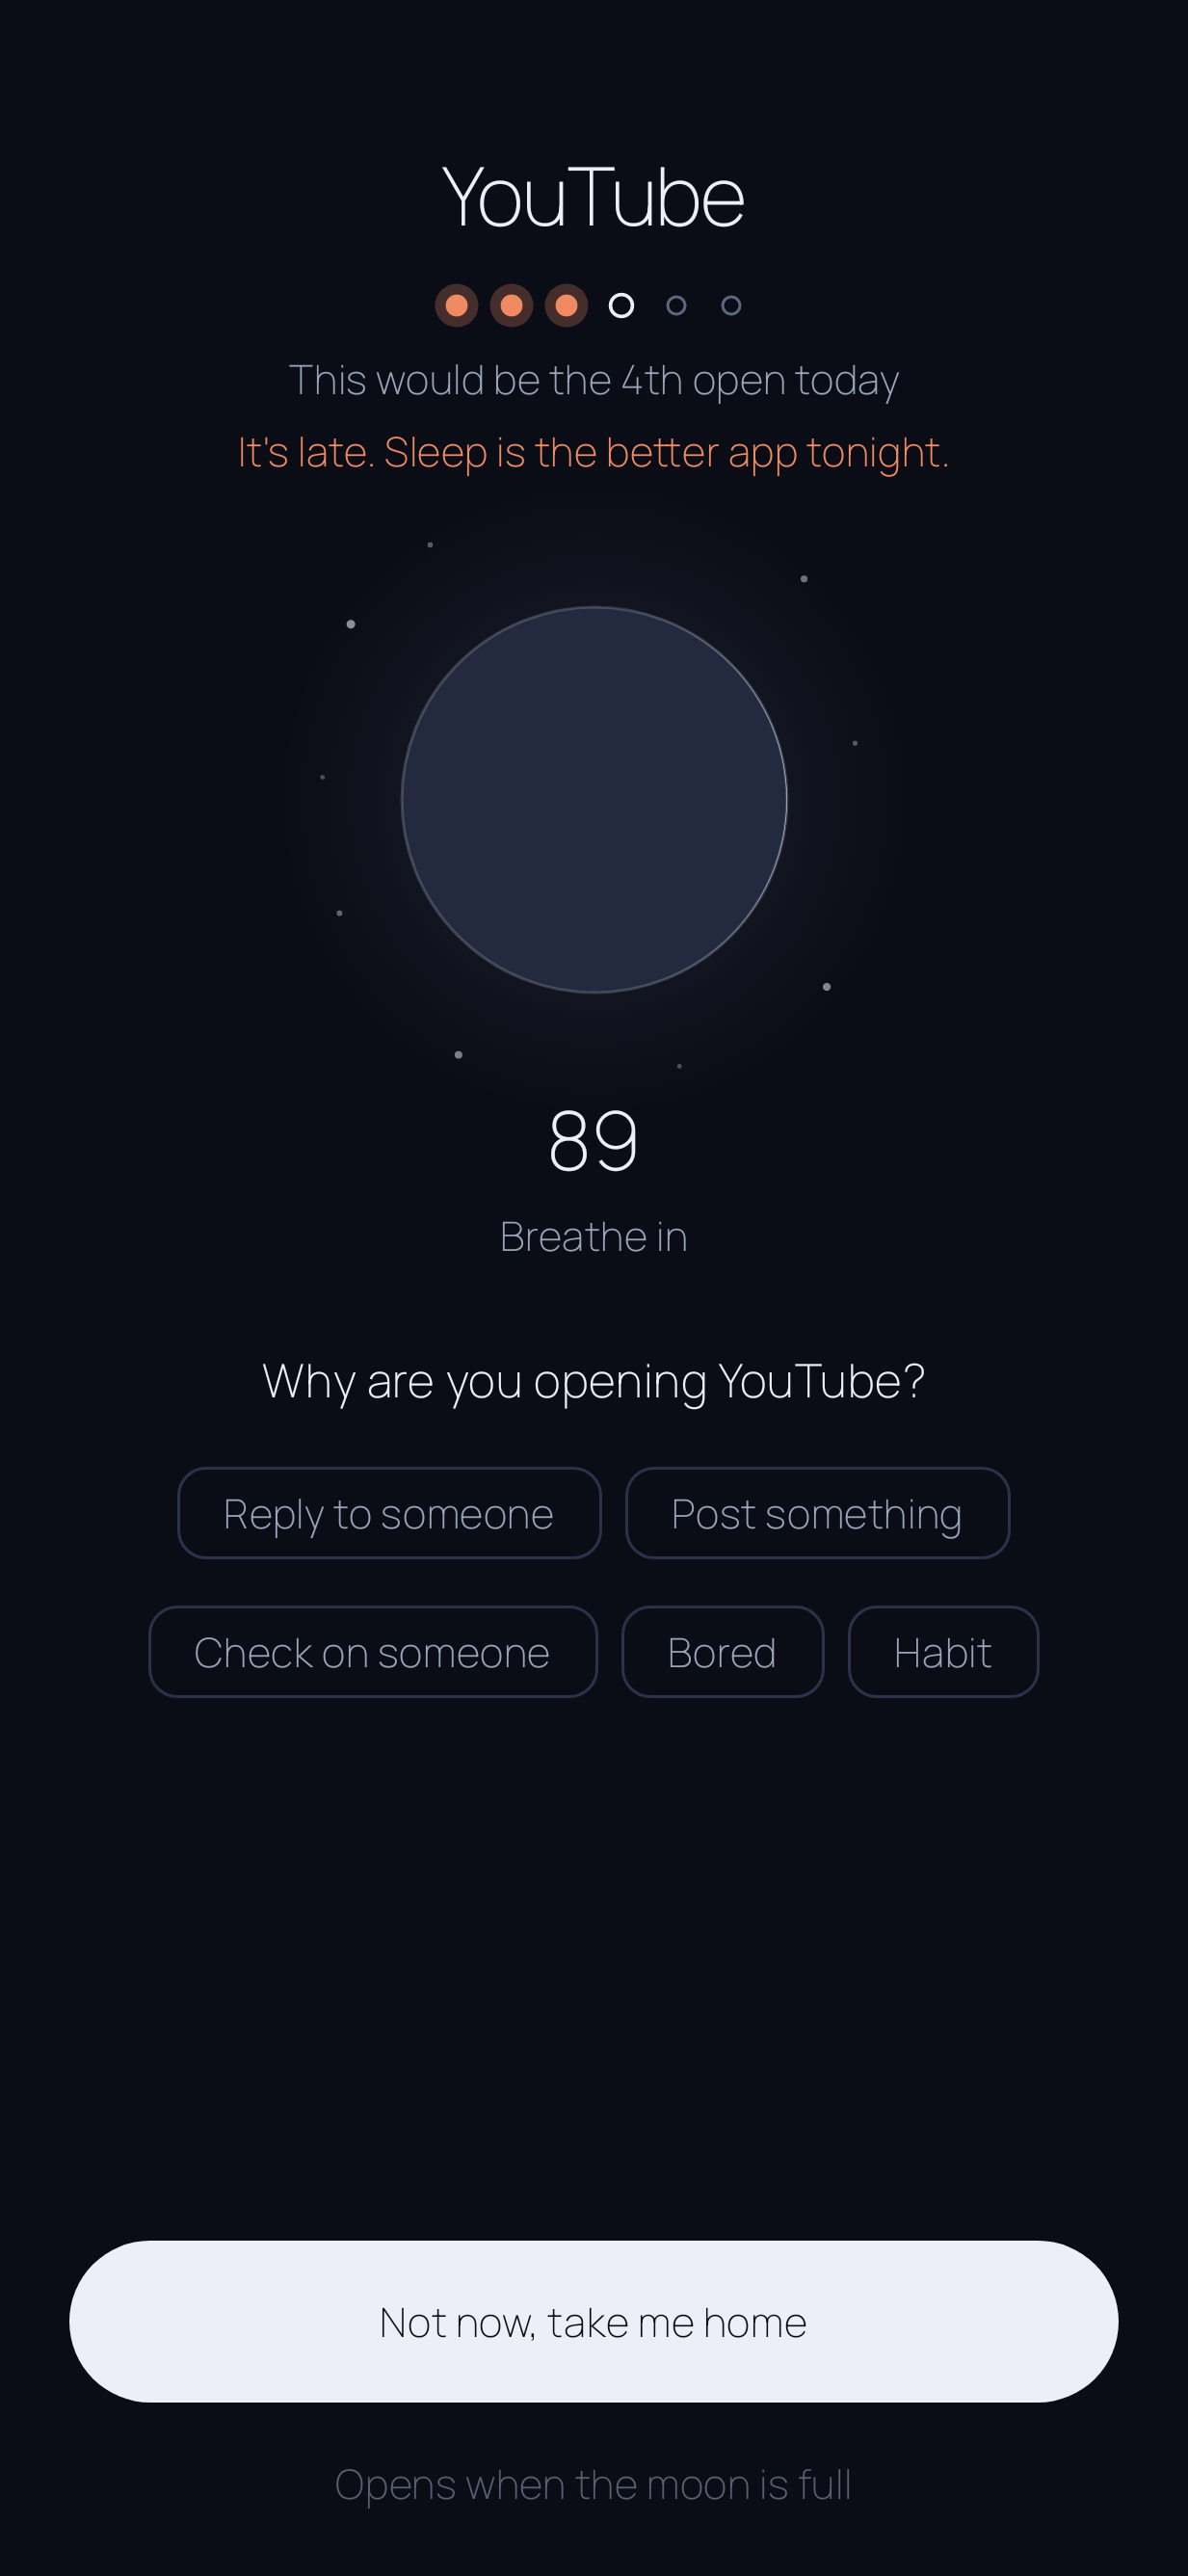 YouTube
This would be the 4th open today
It's late. Sleep is the better app tonight.
89
Breathe in
Why are you opening YouTube?
Reply to someone
Post something
Check on someone
Bored
Habit
Not now, take me home
Opens when the moon is full